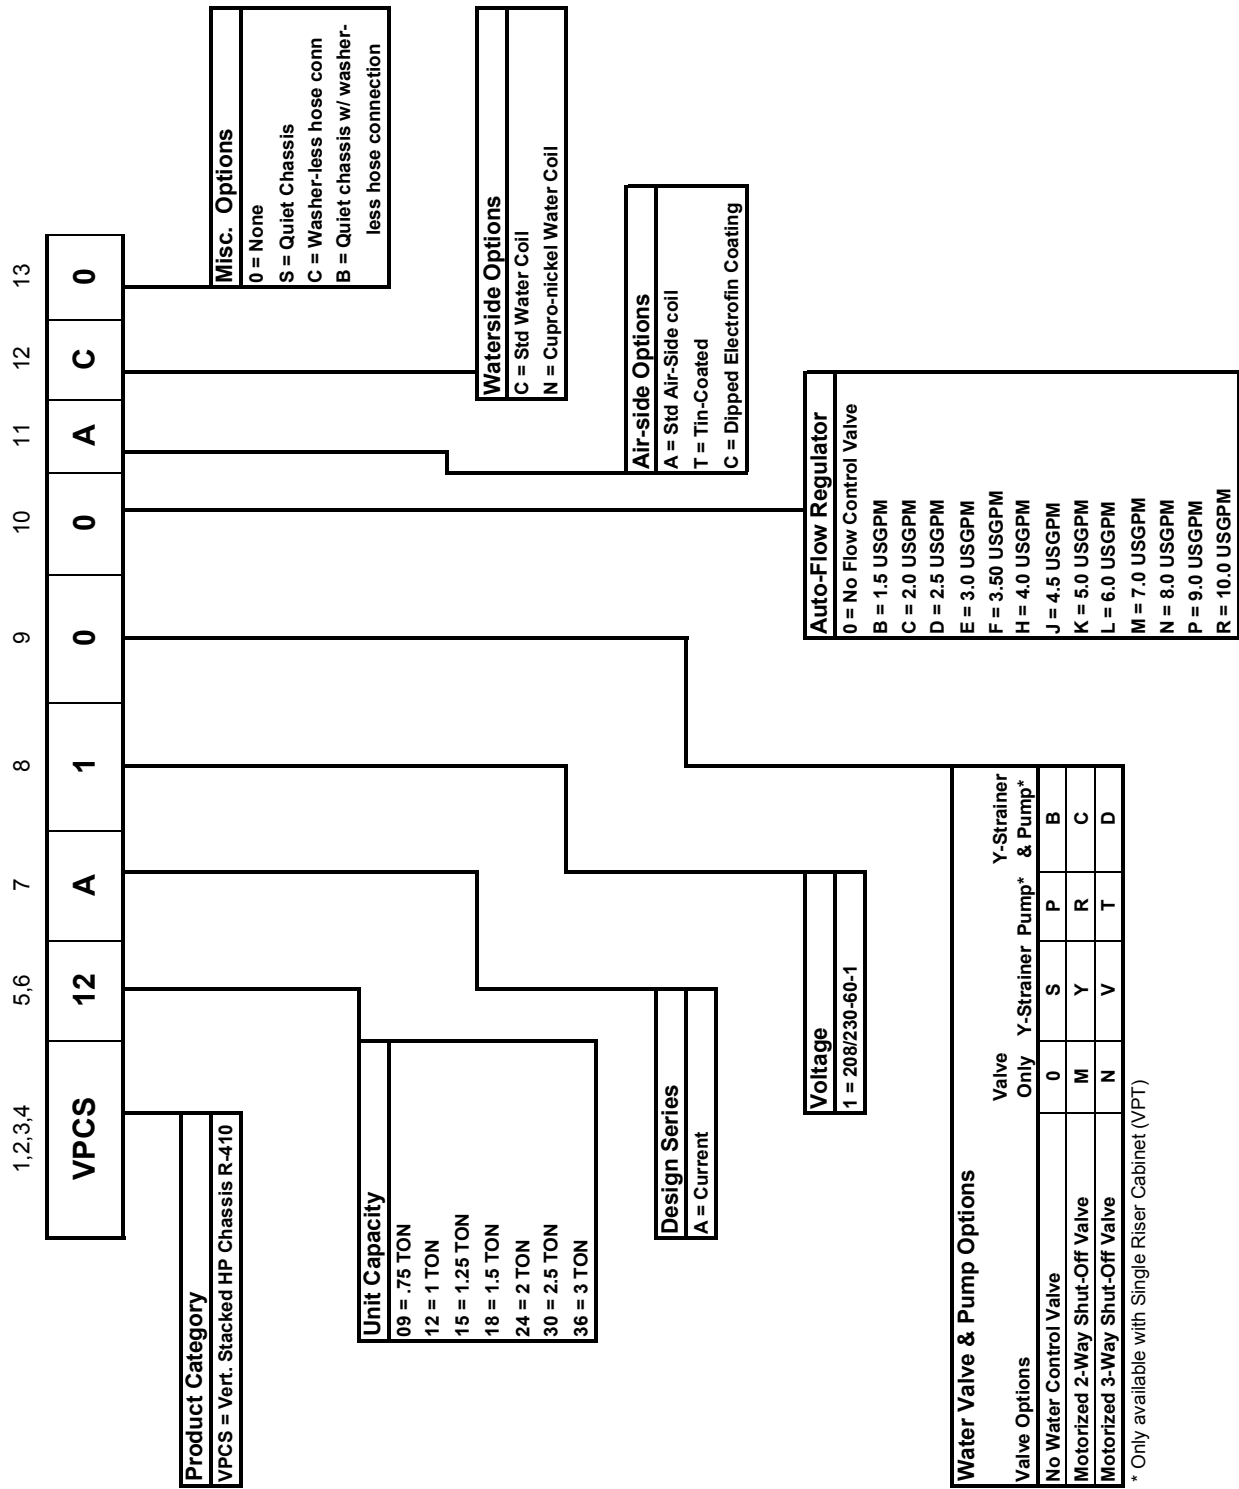 1,2,3,4 5,6 7 8 9 10 11 12 13
VPCS 12 A 1 0 0 A C 0
Product Category
VPCS = Vert. Stacked HP Chassis R-410
Unit Capacity
09 = .75 TON
12 = 1 TON
15 = 1.25 TON
18 = 1.5 TON
24 = 2 TON
30 = 2.5 TON
36 = 3 TON
Design Series
A = Current
Voltage
1 = 208/230-60-1
Water Valve & Pump Options
Valve Y-Strainer
Valve Options Only Y-Strainer Pump* & Pump*
No Water Control Valve 0 S P B
Motorized 2-Way Shut-Off Valve M Y R C
Motorized 3-Way Shut-Off Valve N V T D
* Only available with Single Riser Cabinet (VPT)
Auto-Flow Regulator
0 = No Flow Control Valve
B = 1.5 USGPM
C = 2.0 USGPM
D = 2.5 USGPM
E = 3.0 USGPM
F = 3.50 USGPM
H = 4.0 USGPM
J = 4.5 USGPM
K = 5.0 USGPM
L = 6.0 USGPM
M = 7.0 USGPM
N = 8.0 USGPM
P = 9.0 USGPM
R = 10.0 USGPM
Air-side Options
A = Std Air-Side coil
T = Tin-Coated
C = Dipped Electrofin Coating
Waterside Options
C = Std Water Coil
N = Cupro-nickel Water Coil
Misc. Options
0 = None
S = Quiet Chassis
C = Washer-less hose conn
B = Quiet chassis w/ washer-
less hose connection